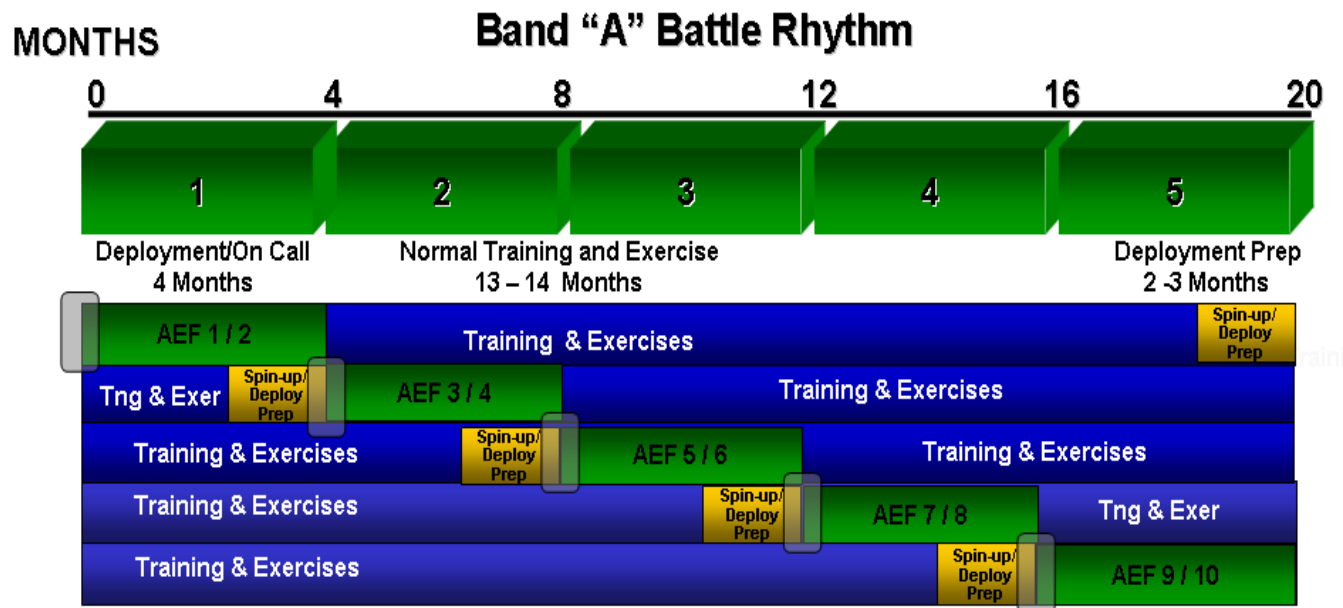 Band “A” Battle Rhythm
MONTHS
0 4 8 12 16 20
1 2 3 4 5
Deployment/On Call
4 Months
Normal Training and Exercise
13 – 14 Months
Deployment Prep
2 -3 Months
AEF 1 / 2
Training & Exercises
Spin-up/
Deploy
Prep
Tng & Exer
Spin-up/
Deploy
Prep
AEF 3 / 4
Training & Exercises
Training & Exercises
Spin-up/
Deploy
Prep
AEF 5 / 6
Training & Exercises
Training & Exercises
Spin-up/
Deploy
Prep
AEF 7 / 8
Tng & Exer
Training & Exercises
Spin-up/
Deploy
Prep
AEF 9 / 10